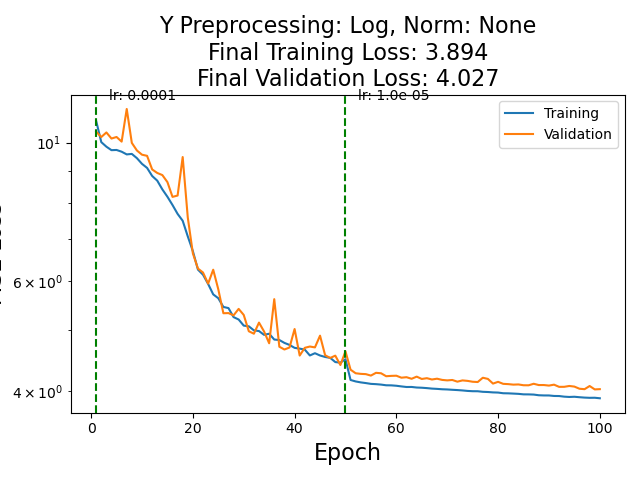 Y Preprocessing: Log, Norm: None
Final Training Loss: 3.894
Final Validation Loss: 4.027
lr: 0.0001
lr: 1.0e-05
Training
Validation
10¹
6 × 10⁰
4 × 10⁰
0 20 40 60 80 100
Epoch